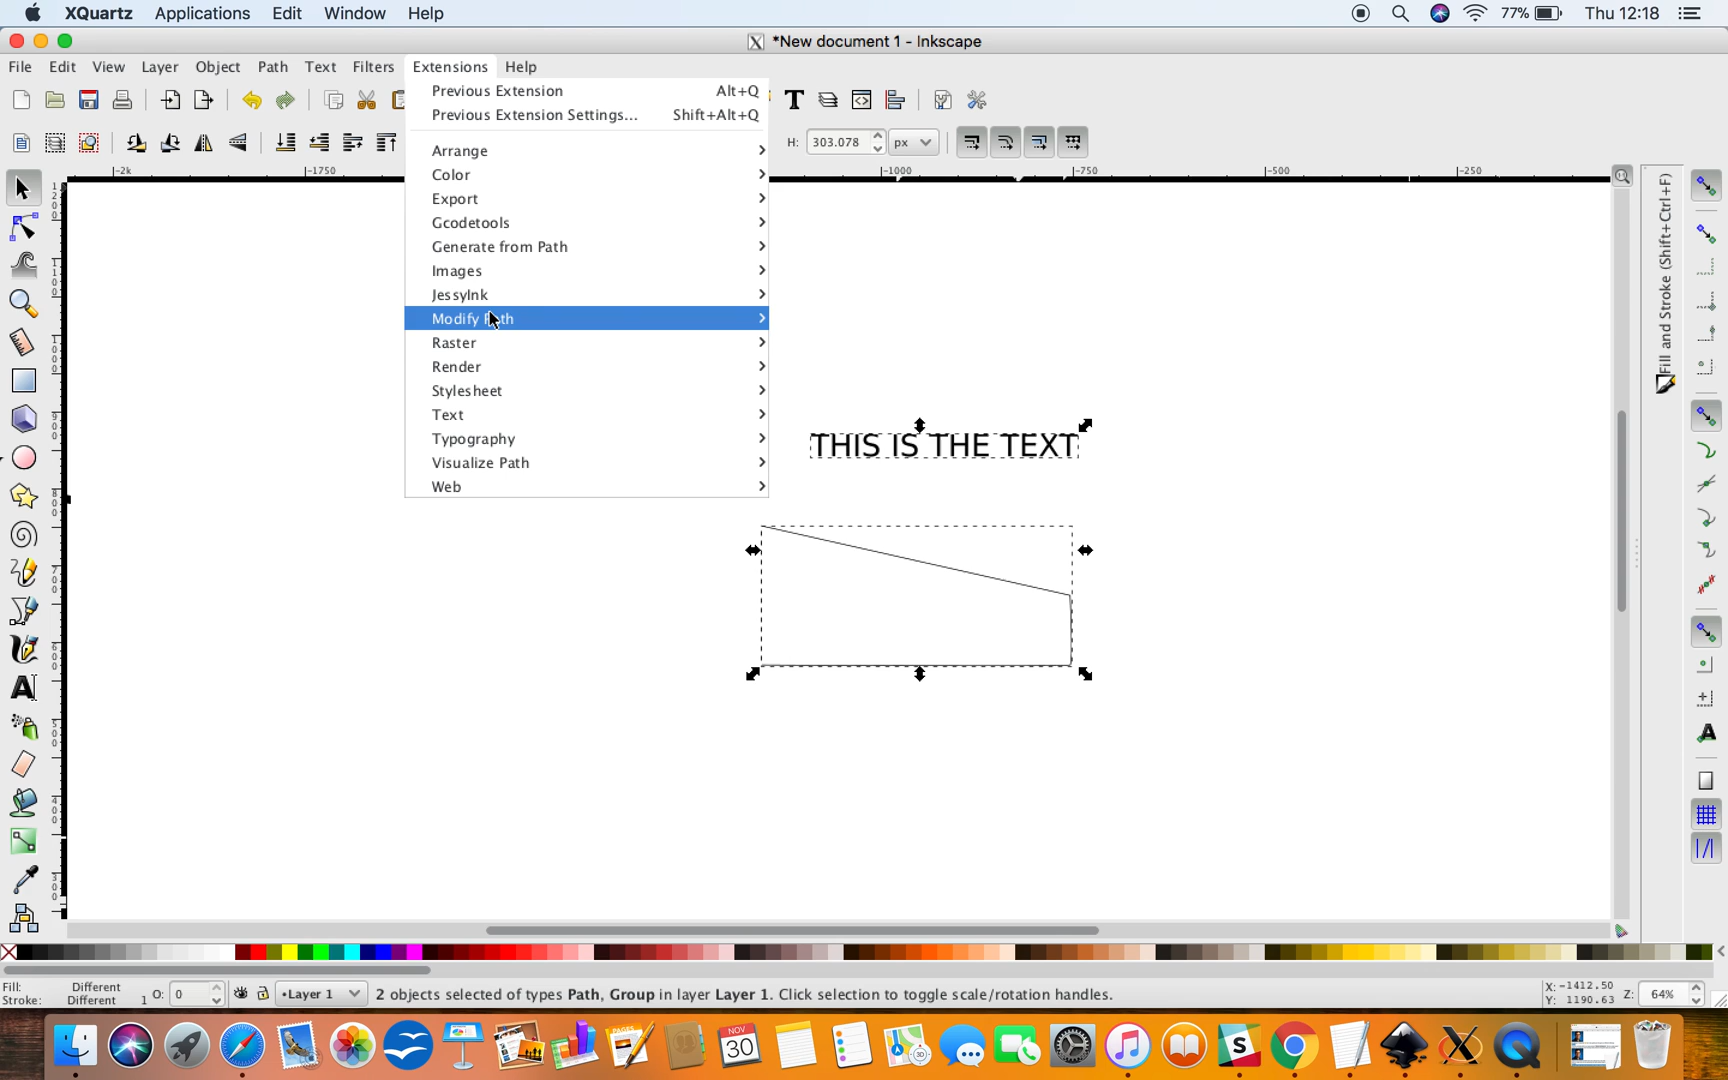 XQuartz Applications Edit Window Help 77% Thu 12:18
*New document 1 - Inkscape
File Edit View Layer Object Path Text Filters Extensions Help
Previous Extension Alt+Q
Previous Extension Settings... Shift+Alt+Q
H: 303.078 px
Arrange
Color
Export
Gcodetools
Generate from Path
Images
JessyInk
Modify Path
Raster
Render
Stylesheet
Text
Typography
Visualize Path
Web
-2k -1750 -1000 -750 -500 -250
Fill and Stroke (Shift+Ctrl+F)
THIS IS THE TEXT
Fill: Different
Stroke: Different 1 O: 0 •Layer 1 2 objects selected of types Path, Group in layer Layer 1. Click selection to toggle scale/rotation handles. X: -1412.50
Y: 1190.63 Z: 64%
NOV
30